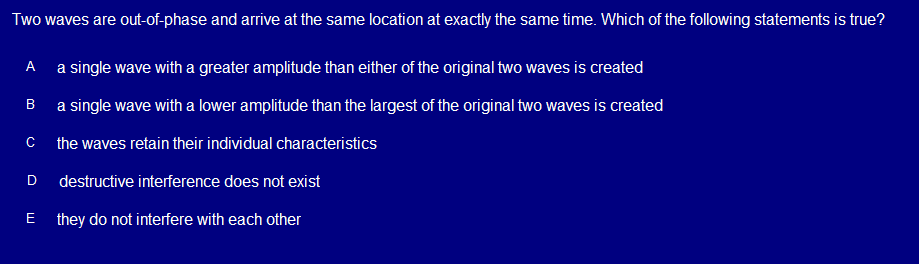 Two waves are out-of-phase and arrive at the same location at exactly the same time. Which of the following statements is true?
A a single wave with a greater amplitude than either of the original two waves is created
B a single wave with a lower amplitude than the largest of the original two waves is created
C the waves retain their individual characteristics
D destructive interference does not exist
E they do not interfere with each other